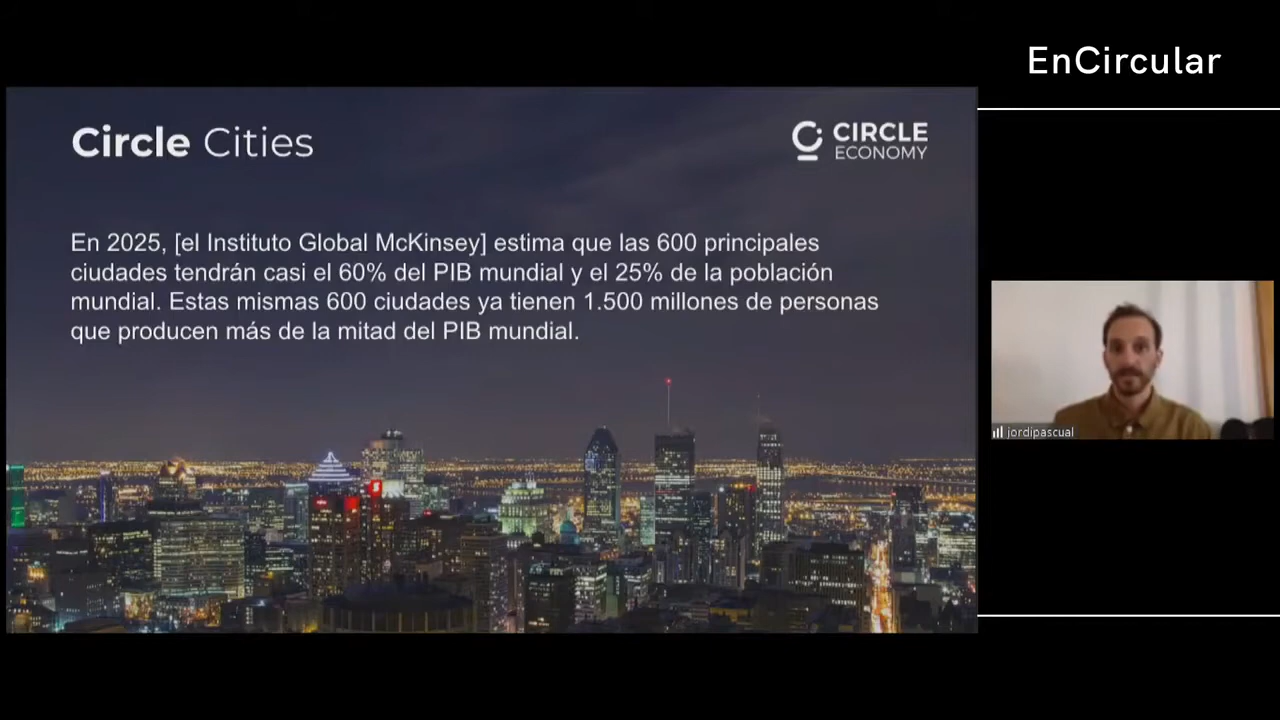 EnCircular
Circle Cities
CIRCLE
ECONOMY
En 2025, [el Instituto Global McKinsey] estima que las 600 principales
ciudades tendrán casi el 60% del PIB mundial y el 25% de la población
mundial. Estas mismas 600 ciudades ya tienen 1.500 millones de personas
que producen más de la mitad del PIB mundial.
jordipascual